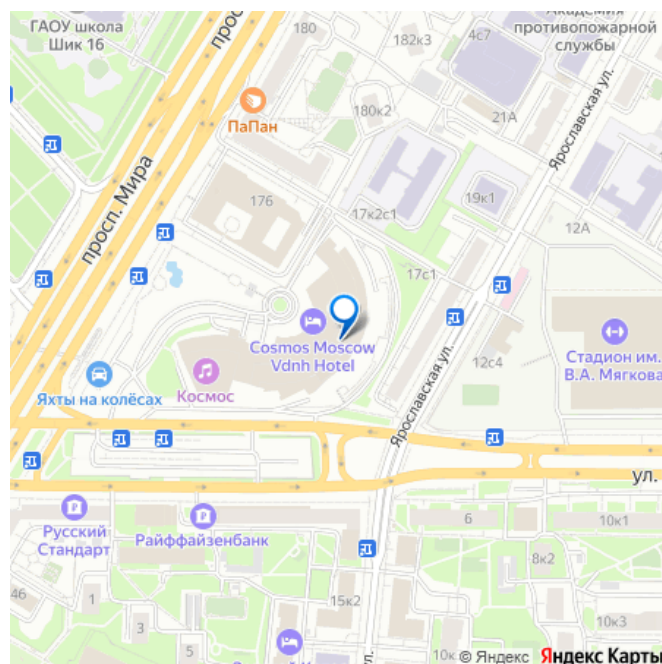 ГАОУ школа
Шик 16
просп
180
182к3
4с7
Академия
противопожарной
службы
ПаПан
180к2
21А
Ярославская ул.
просп. Мира
176
17к2с1
19к1
12А
17с1
Cosmos Moscow
Vdnh Hotel
Космос
Яхты на колёсах
12с4
Стадион им.
В.А. Мягкова
Ярославская ул.
ул.
Русский
Стандарт
Райффайзенбанк
6
10к1
8к2
46
1
3
5
15к2
10к3
10к
ул.
© Яндекс Яндекс Карты